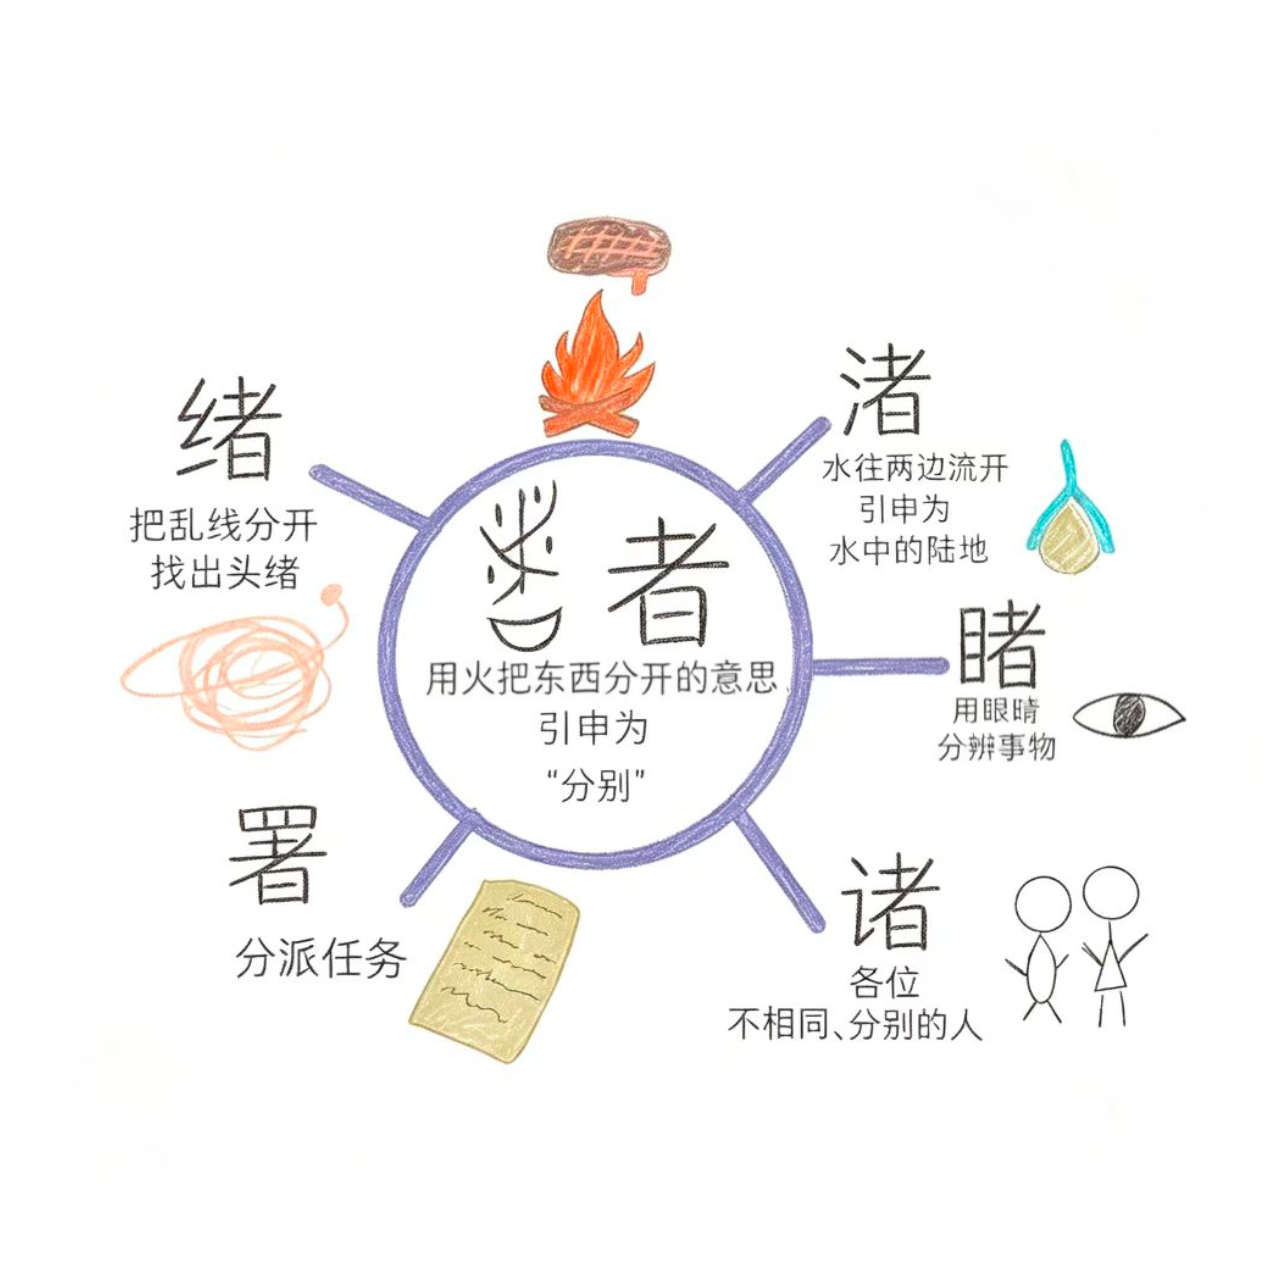 者
用火把东西分开的意思
引申为
“分别”
渚
水往两边流开
引申为
水中的陆地
睹
用眼睛
分辨事物
诸
各位
不相同、分别的人
署
分派任务
绪
把乱线分开
找出头绪